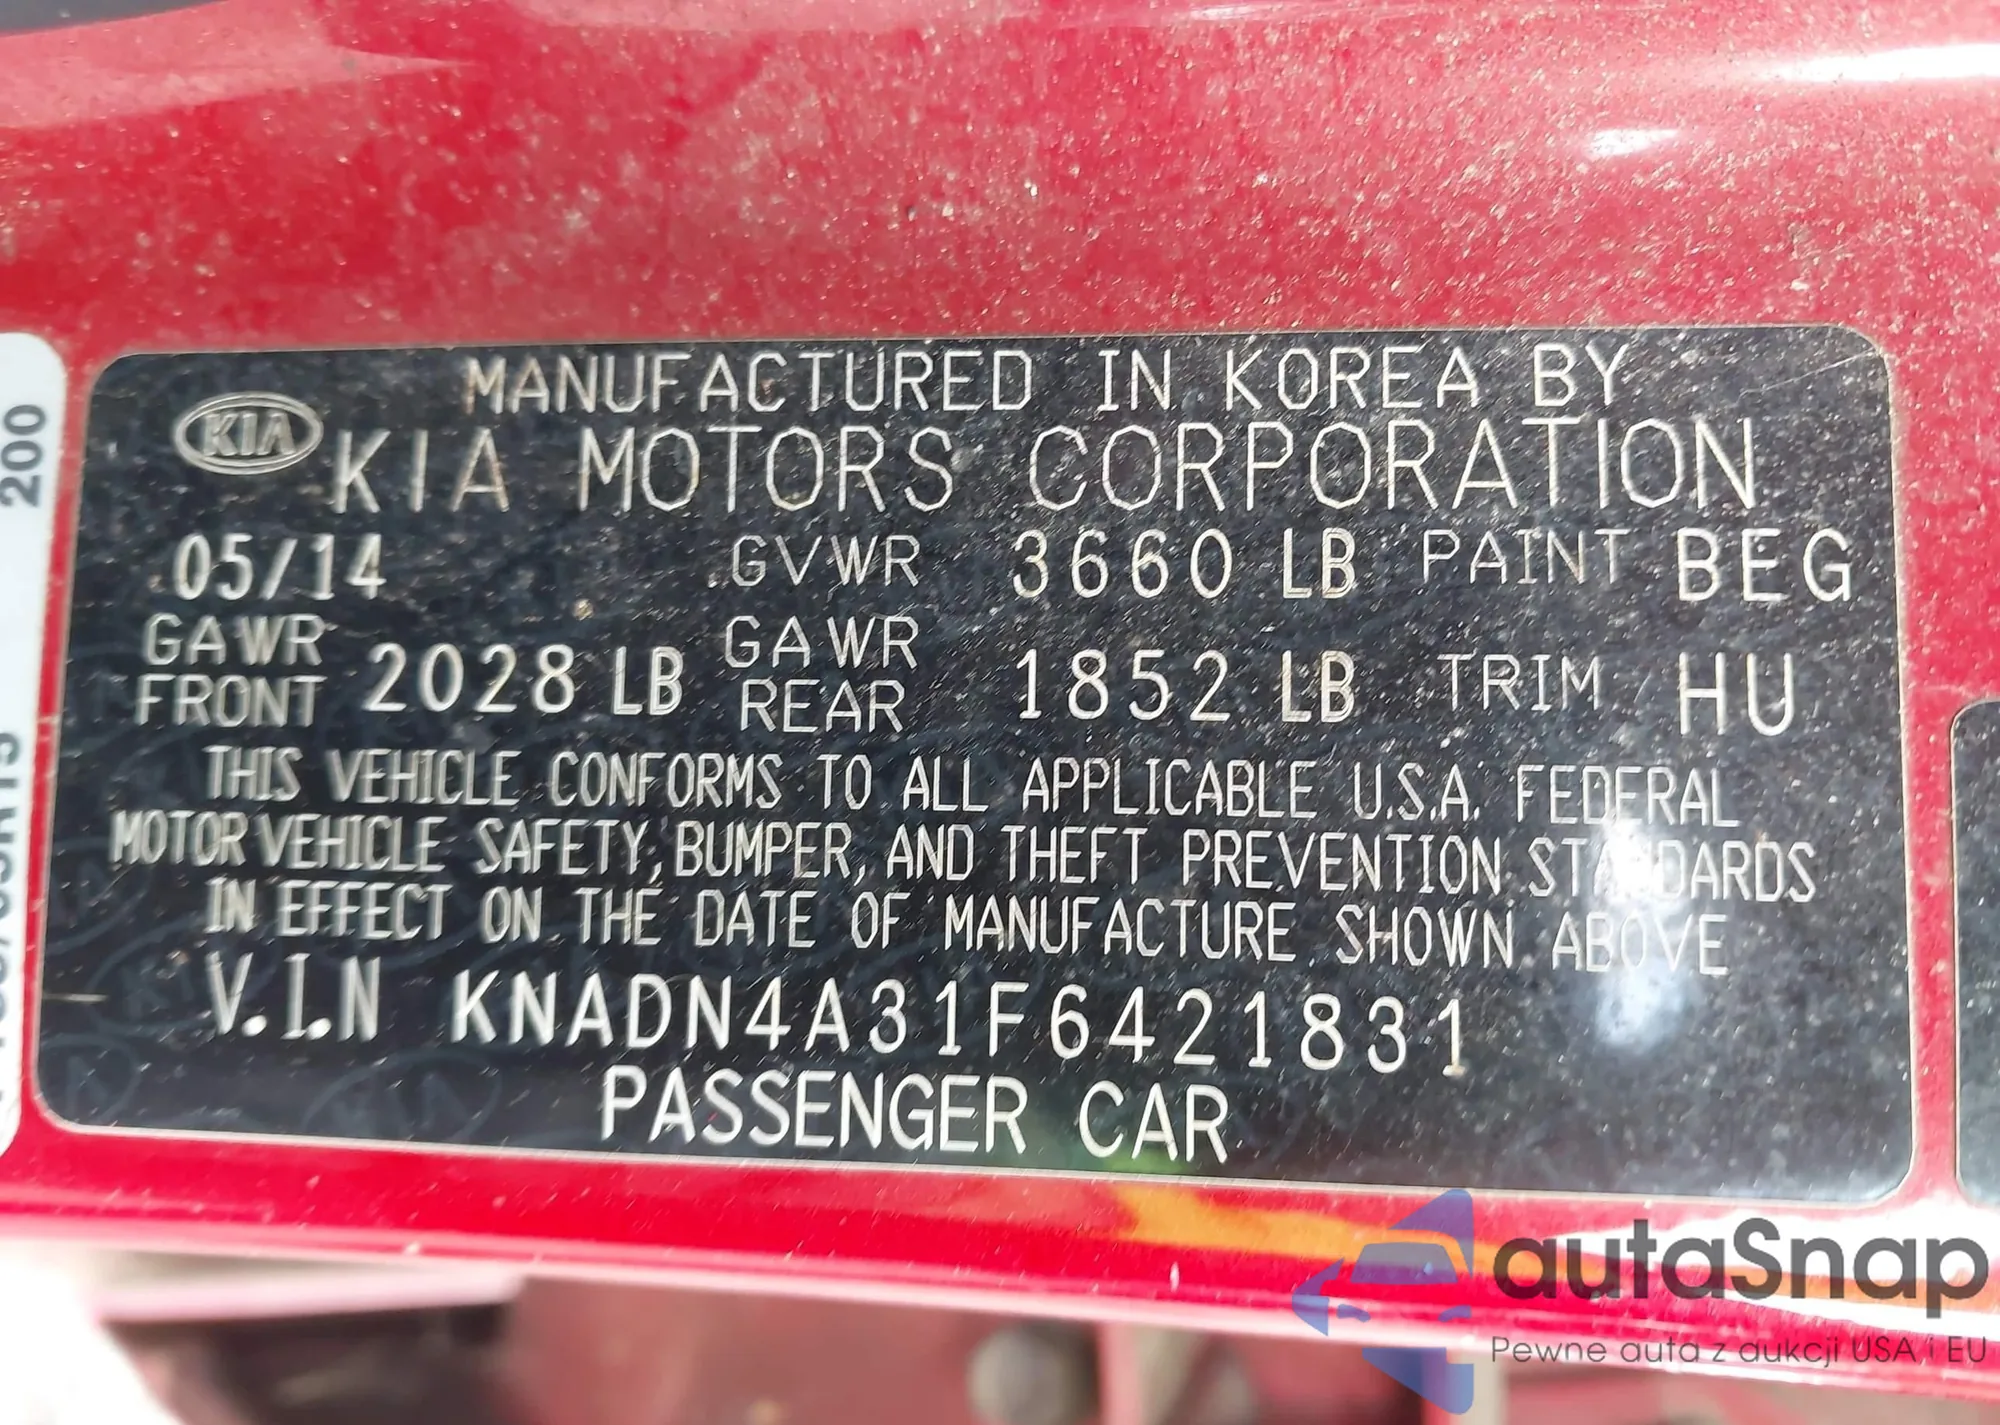 MANUFACTURED IN KOREA BY
KIA KIA MOTORS CORPORATION
05/14 GVWR 3660 LB PAINT BEG
GAWR FRONT 2028 LB GAWR REAR 1852 LB TRIM HU
THIS VEHICLE CONFORMS TO ALL APPLICABLE U.S.A. FEDERAL
MOTOR VEHICLE SAFETY, BUMPER, AND THEFT PREVENTION STANDARDS
IN EFFECT ON THE DATE OF MANUFACTURE SHOWN ABOVE
V.I.N KNADN4A31F6421831
PASSENGER CAR
200
autaSnap
Pewne auta z aukcji USA i EU